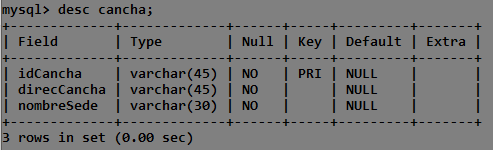 mysql> desc cancha;
+-------------+-------------+------+-----+---------+-------+
| Field       | Type        | Null | Key | Default | Extra |
+-------------+-------------+------+-----+---------+-------+
| idCancha    | varchar(45) | NO   | PRI | NULL    |       |
| direcCancha | varchar(45) | NO   |     | NULL    |       |
| nombreSede  | varchar(30) | NO   |     | NULL    |       |
+-------------+-------------+------+-----+---------+-------+
3 rows in set (0.00 sec)